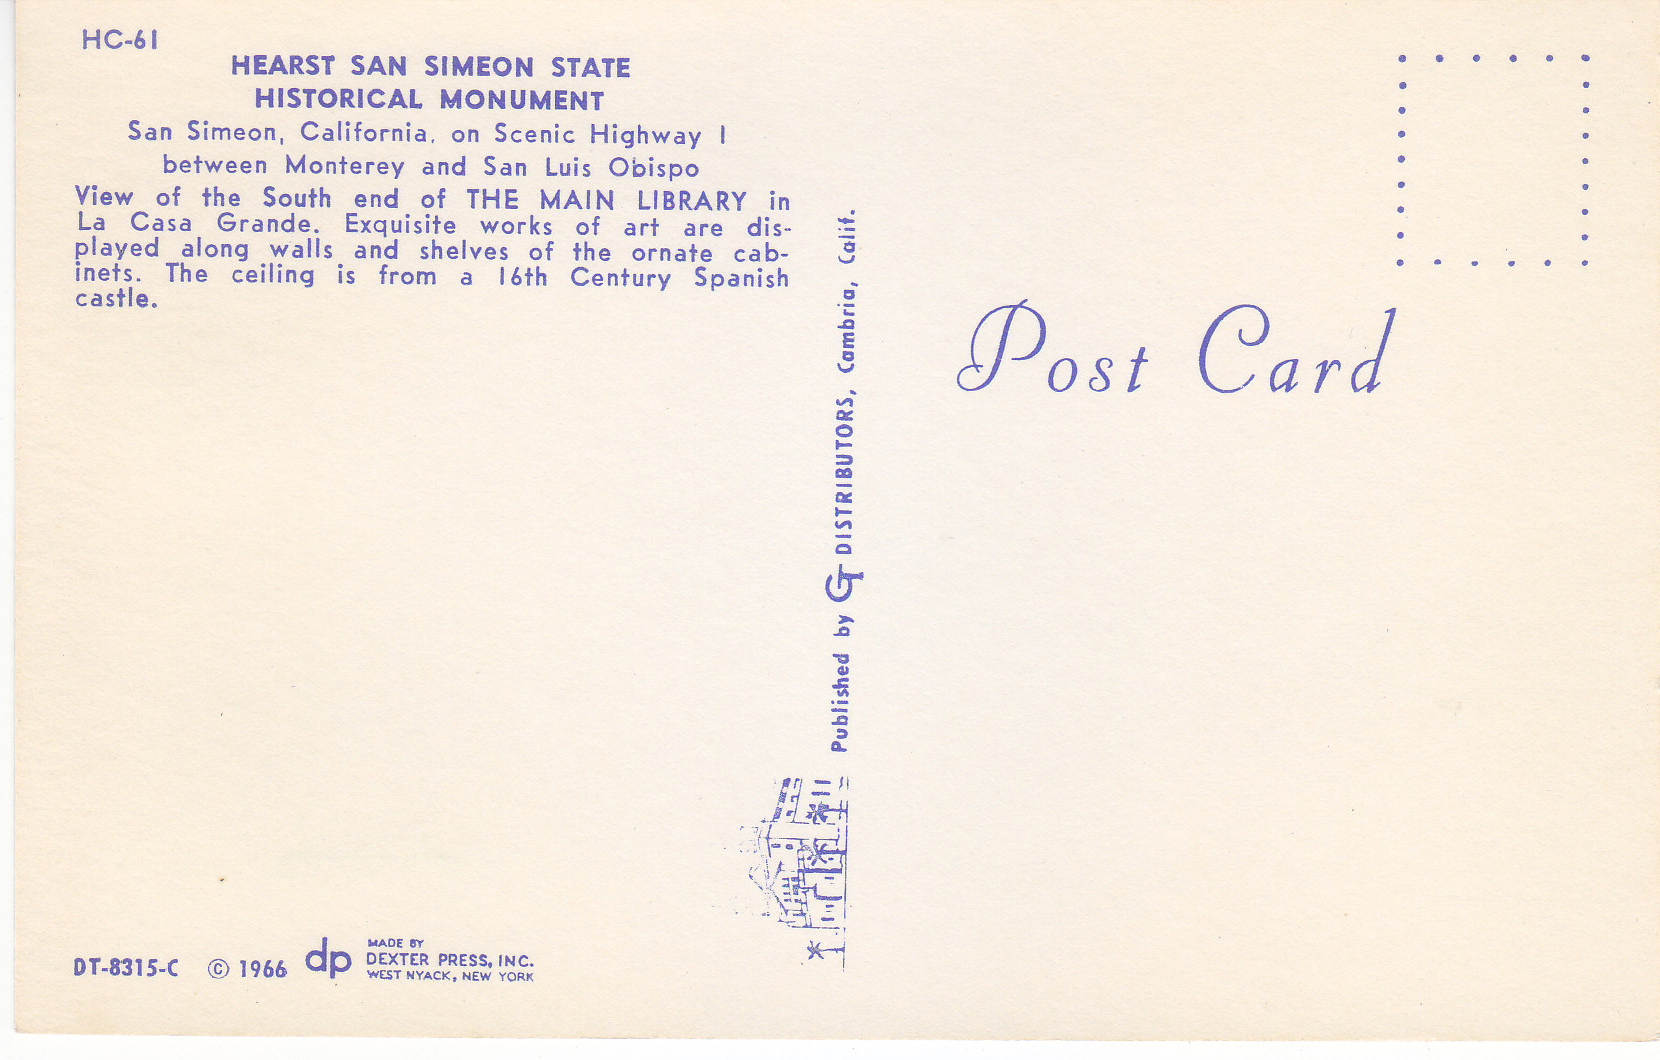 HC-61
HEARST SAN SIMEON STATE
HISTORICAL MONUMENT
San Simeon, California, on Scenic Highway 1
between Monterey and San Luis Obispo
View of the South end of THE MAIN LIBRARY in
La Casa Grande. Exquisite works of art are dis-
played along walls and shelves of the ornate cab-
inets. The ceiling is from a 16th Century Spanish
castle.
Published by GT DISTRIBUTORS, Cambria, Calif.
Post Card
DT-8315-C © 1966
dp
MADE BY
DEXTER PRESS, INC.
WEST NYACK, NEW YORK